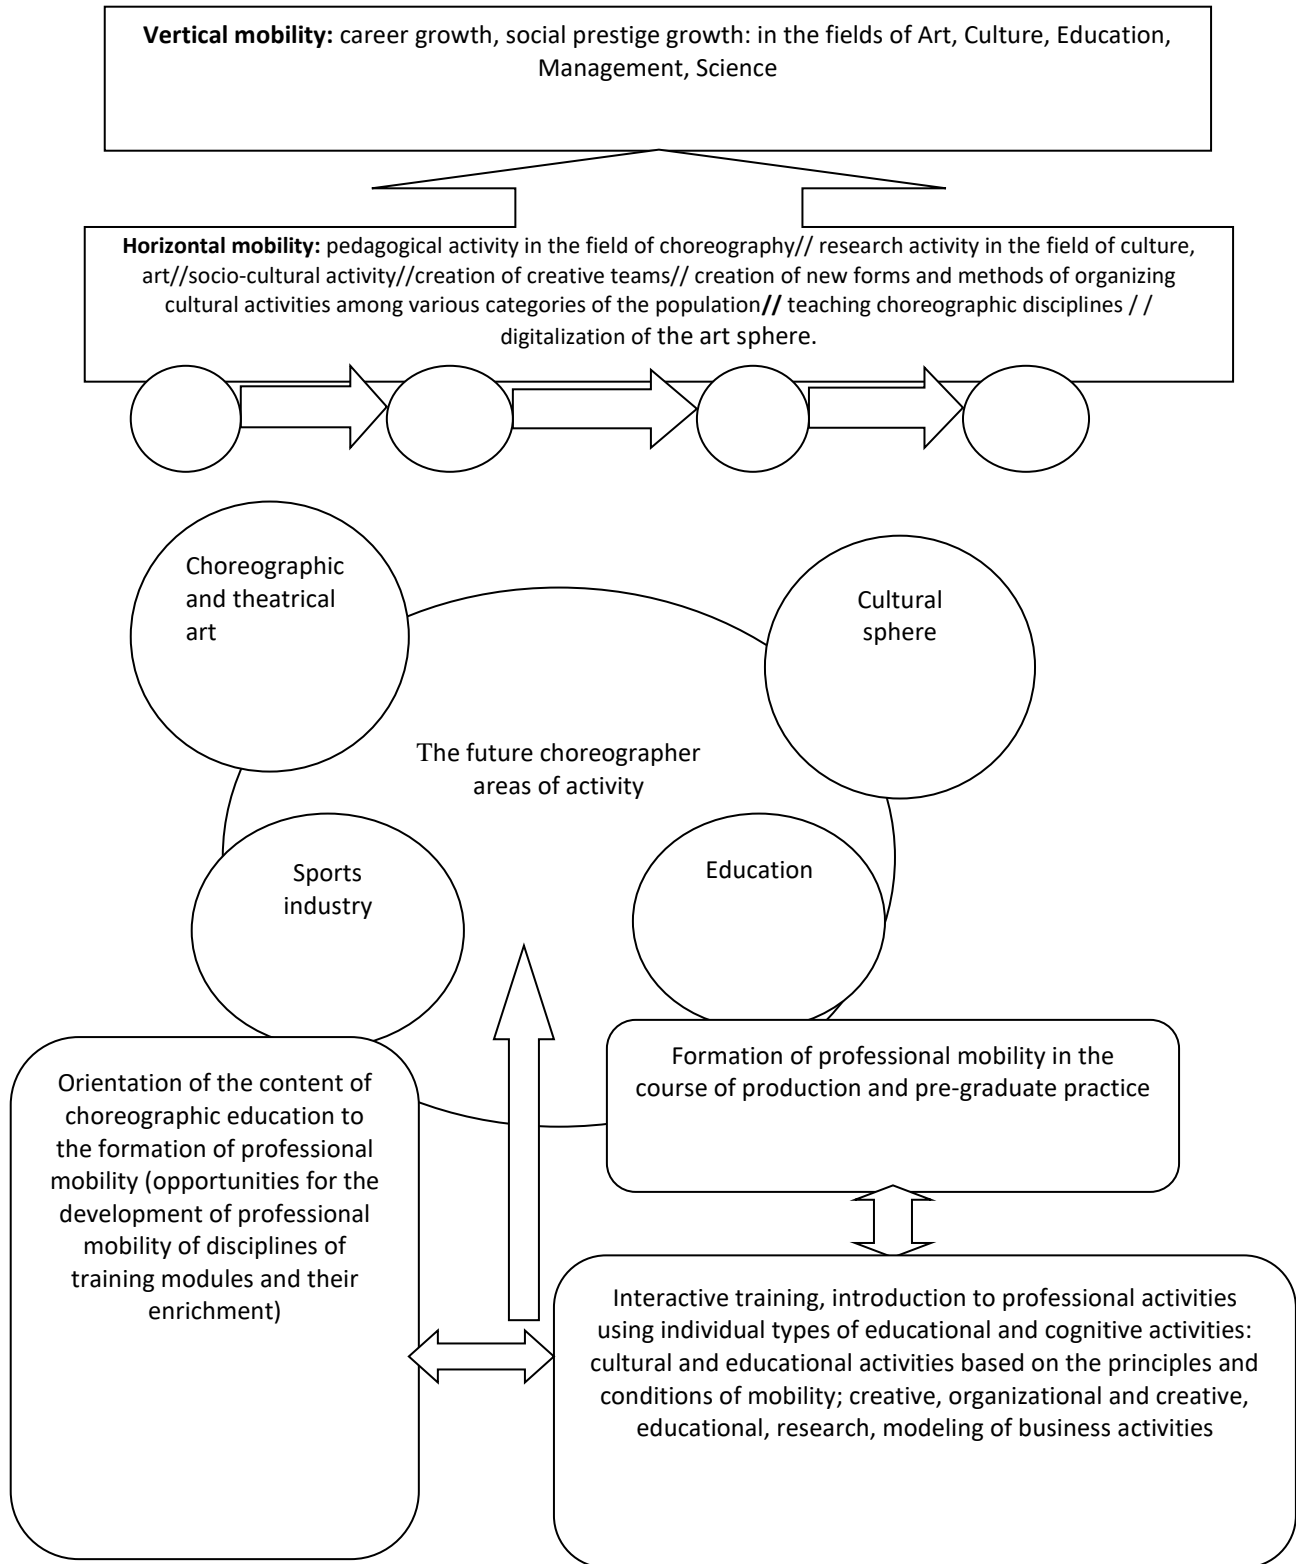 Vertical mobility: career growth, social prestige growth: in the fields of Art, Culture, Education,
Management, Science
Horizontal mobility: pedagogical activity in the field of choreography// research activity in the field of culture,
art//socio-cultural activity//creation of creative teams// creation of new forms and methods of organizing
cultural activities among various categories of the population// teaching choreographic disciplines / /
digitalization of the art sphere.
Choreographic
and theatrical
art
Cultural
sphere
The future choreographer
areas of activity
Sports
industry
Education
Formation of professional mobility in the
course of production and pre-graduate practice
Orientation of the content of
choreographic education to
the formation of professional
mobility (opportunities for the
development of professional
mobility of disciplines of
training modules and their
enrichment)
Interactive training, introduction to professional activities
using individual types of educational and cognitive activities:
cultural and educational activities based on the principles and
conditions of mobility; creative, organizational and creative,
educational, research, modeling of business activities